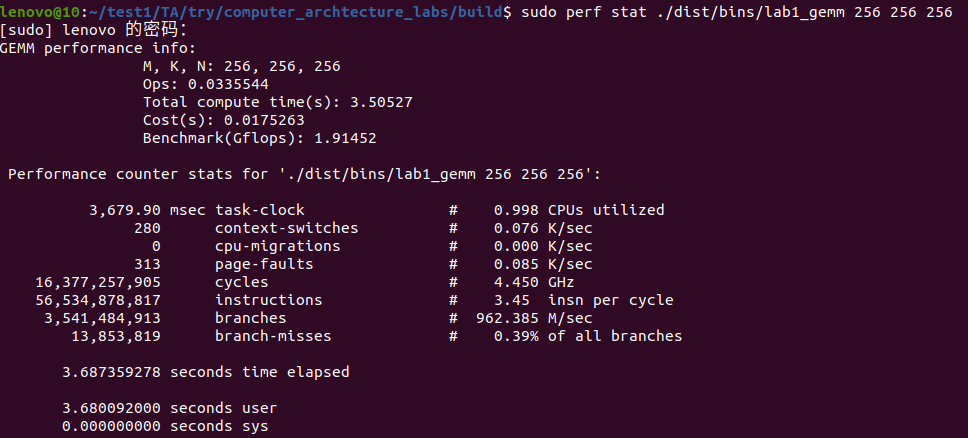 lenovo@10:~/test1/TA/try/computer_archtecture_labs/build$ sudo perf stat ./dist/bins/lab1_gemm 256 256 256
[sudo] lenovo 的密码：
GEMM performance info:
M, K, N: 256, 256, 256
Ops: 0.0335544
Total compute time(s): 3.50527
Cost(s): 0.0175263
Benchmark(Gflops): 1.91452
Performance counter stats for './dist/bins/lab1_gemm 256 256 256':
3,679.90 msec task-clock # 0.998 CPUs utilized
280 context-switches # 0.076 K/sec
0 cpu-migrations # 0.000 K/sec
313 page-faults # 0.085 K/sec
16,377,257,905 cycles # 4.450 GHz
56,534,878,817 instructions # 3.45 insn per cycle
3,541,484,913 branches # 962.385 M/sec
13,853,819 branch-misses # 0.39% of all branches
3.687359278 seconds time elapsed
3.680092000 seconds user
0.000000000 seconds sys